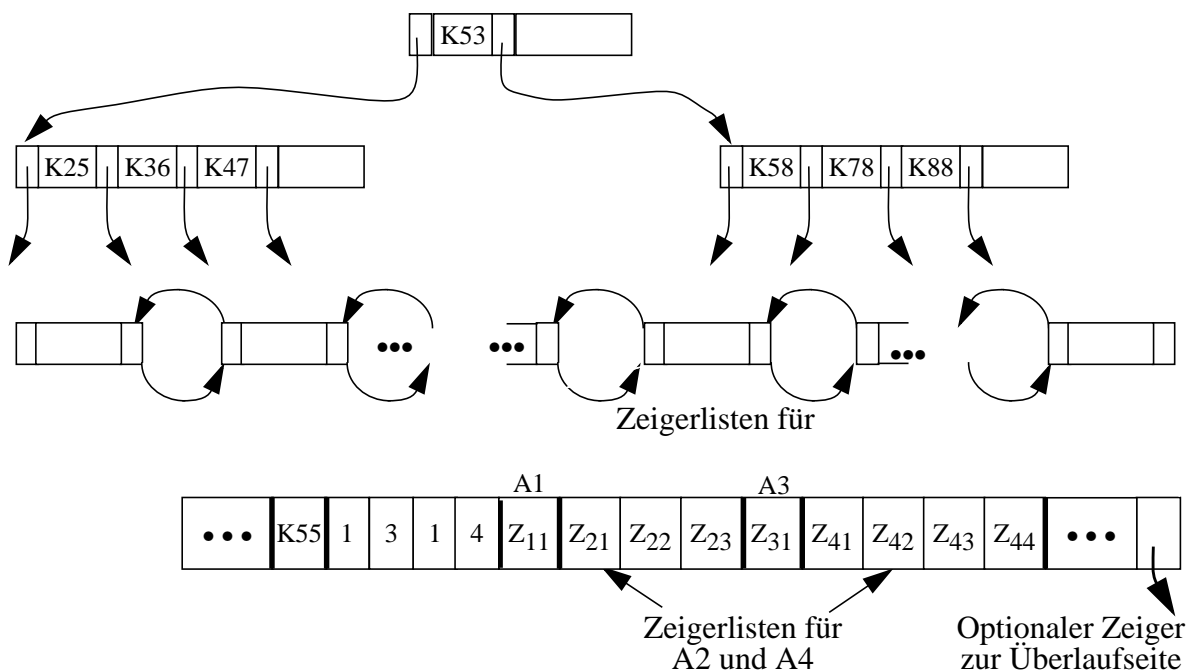 K53
K25 K36 K47
K58 K78 K88
•••
•••
•••
Zeigerlisten für
A1 A3
••• K55 1 3 1 4 Z11 Z21 Z22 Z23 Z31 Z41 Z42 Z43 Z44 •••
Zeigerlisten für
A2 und A4
Optionaler Zeiger
zur Überlaufseite